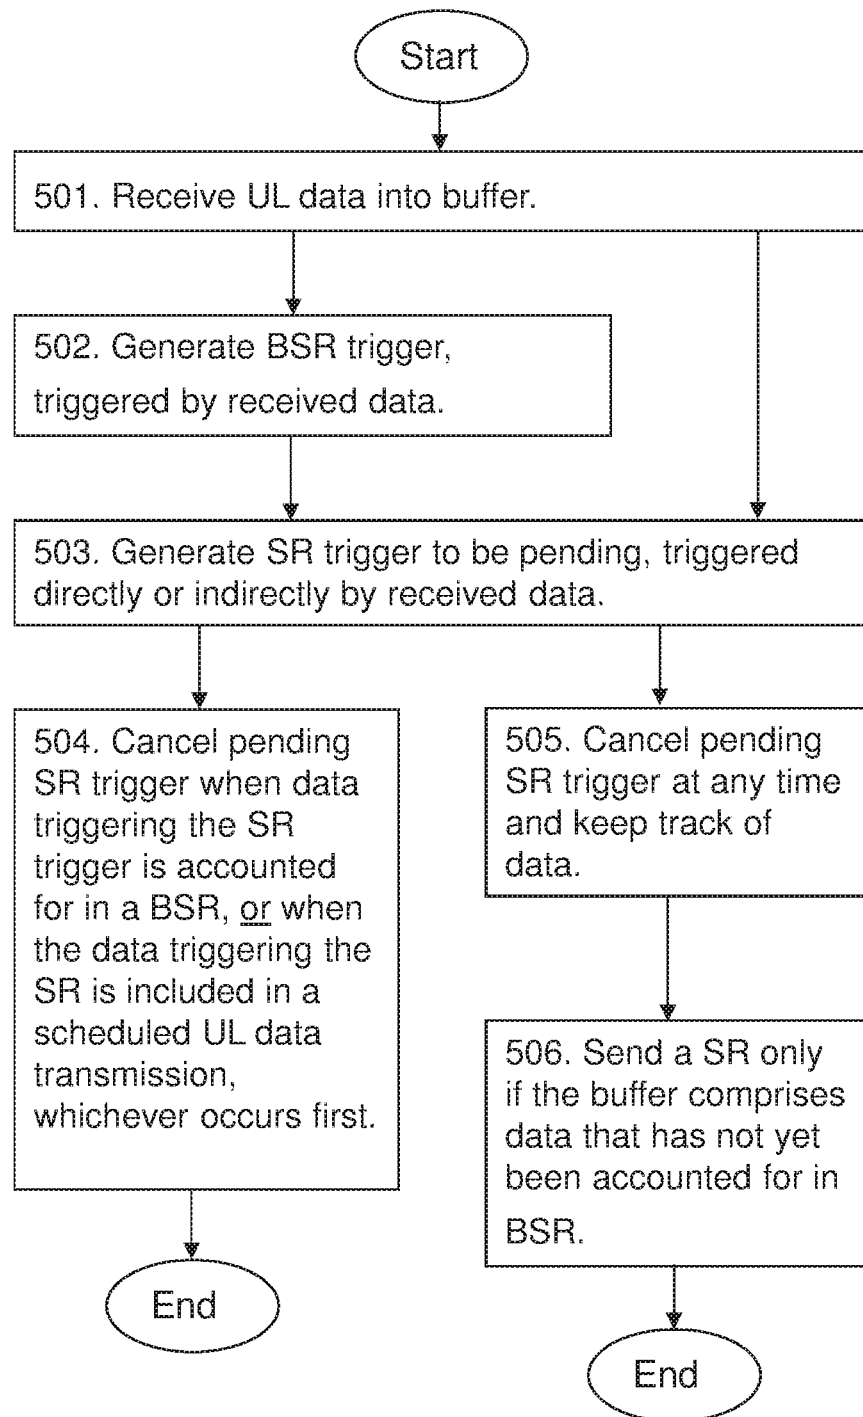 Start
501. Receive UL data into buffer.
502. Generate BSR trigger,
triggered by received data.
503. Generate SR trigger to be pending, triggered
directly or indirectly by received data.
504. Cancel pending
SR trigger when data
triggering the SR
trigger is accounted
for in a BSR, or when
the data triggering the
SR is included in a
scheduled UL data
transmission,
whichever occurs first.
End
505. Cancel pending
SR trigger at any time
and keep track of
data.
506. Send a SR only
if the buffer comprises
data that has not yet
been accounted for in
BSR.
End